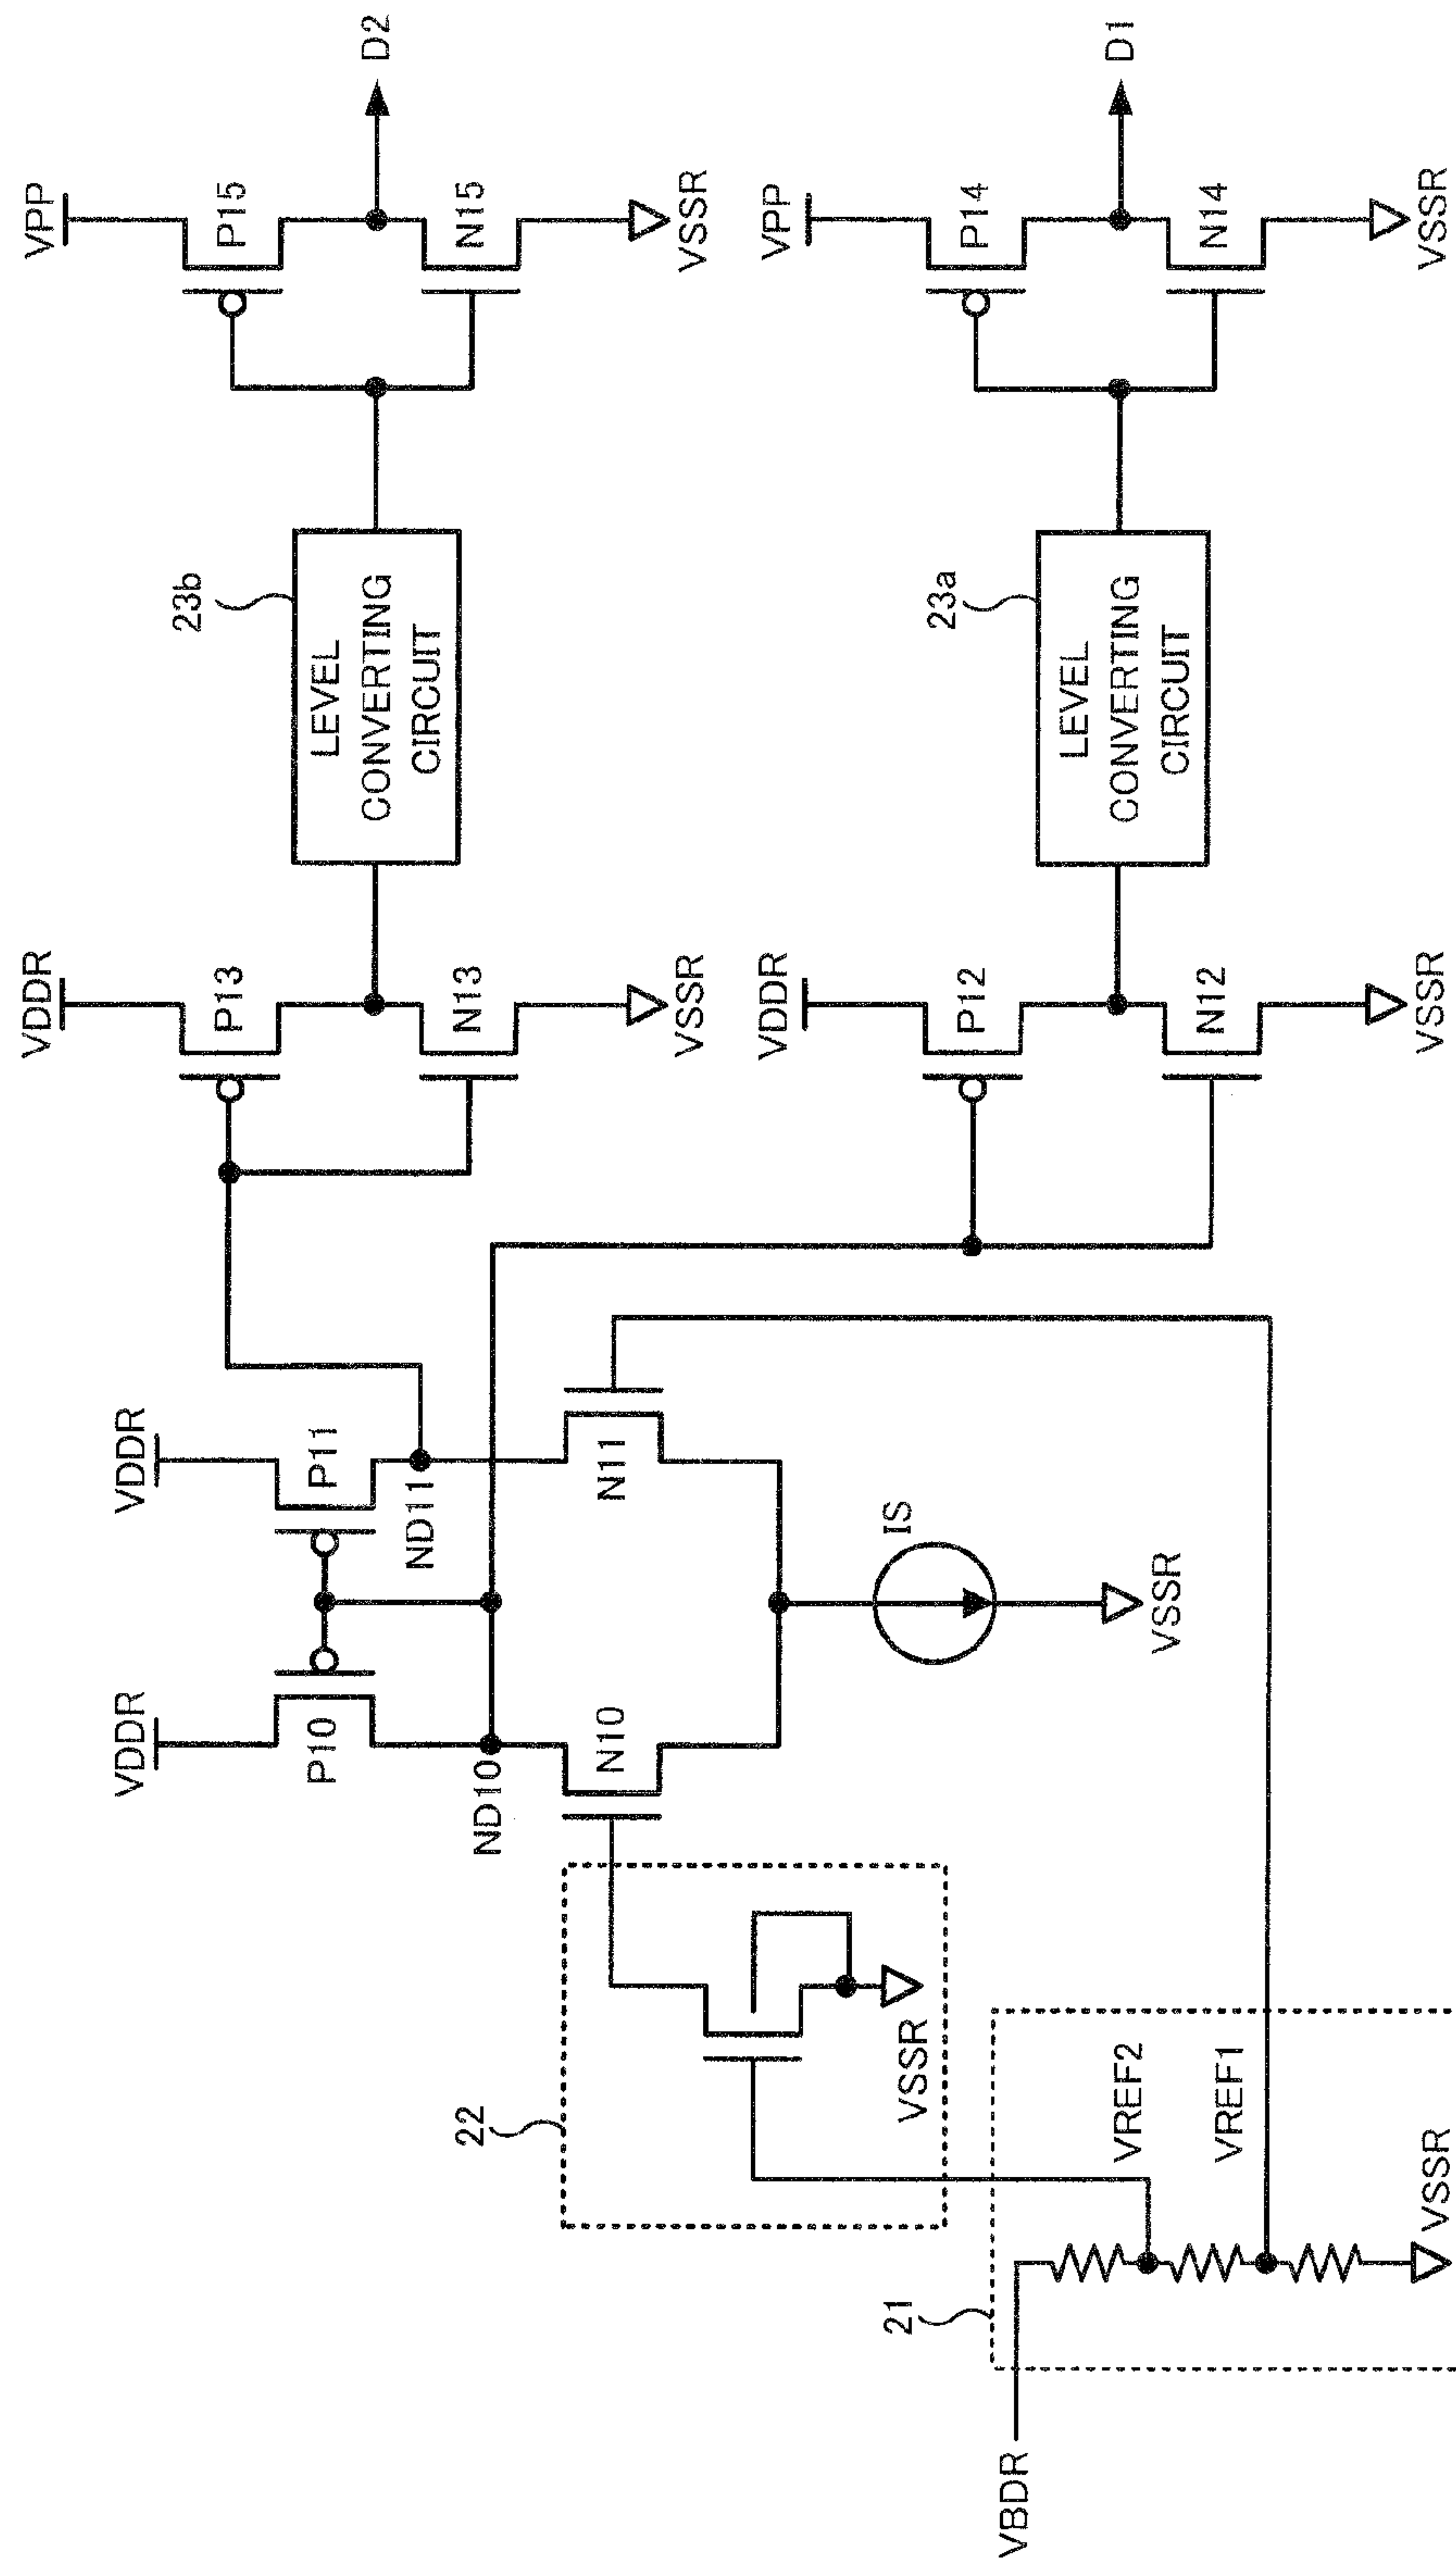 VPP
P15
D2
N15
VSSR
VPP
P14
D1
N14
VSSR
23b
LEVEL
CONVERTING
CIRCUIT
23a
LEVEL
CONVERTING
CIRCUIT
VDDR
P13
N13
VSSR
VDDR
P12
N12
VSSR
VDDR
P11
ND11
N11
IS
VSSR
VDDR
P10
ND10
N10
22
VSSR
21
VREF2
VREF1
VSSR
VBDR